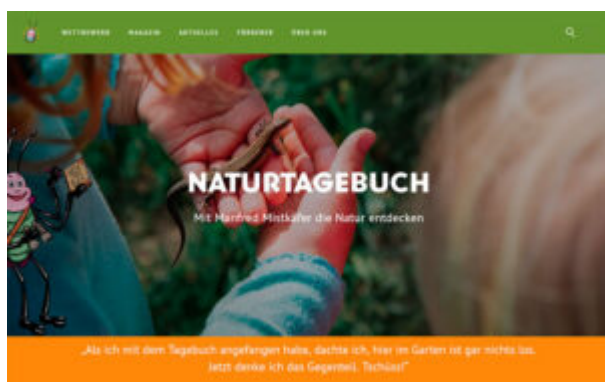 WETTBEWERB MAGAZIN AKTUELLES FÖRDERER ÜBER UNS
NATURTAGEBUCH
Mit Manfred Mistkäfer die Natur entdecken
„Als ich mit dem Tagebuch angefangen habe, dachte ich, hier im Garten ist gar nichts los.
Jetzt denke ich das Gegenteil. Tschüss!“